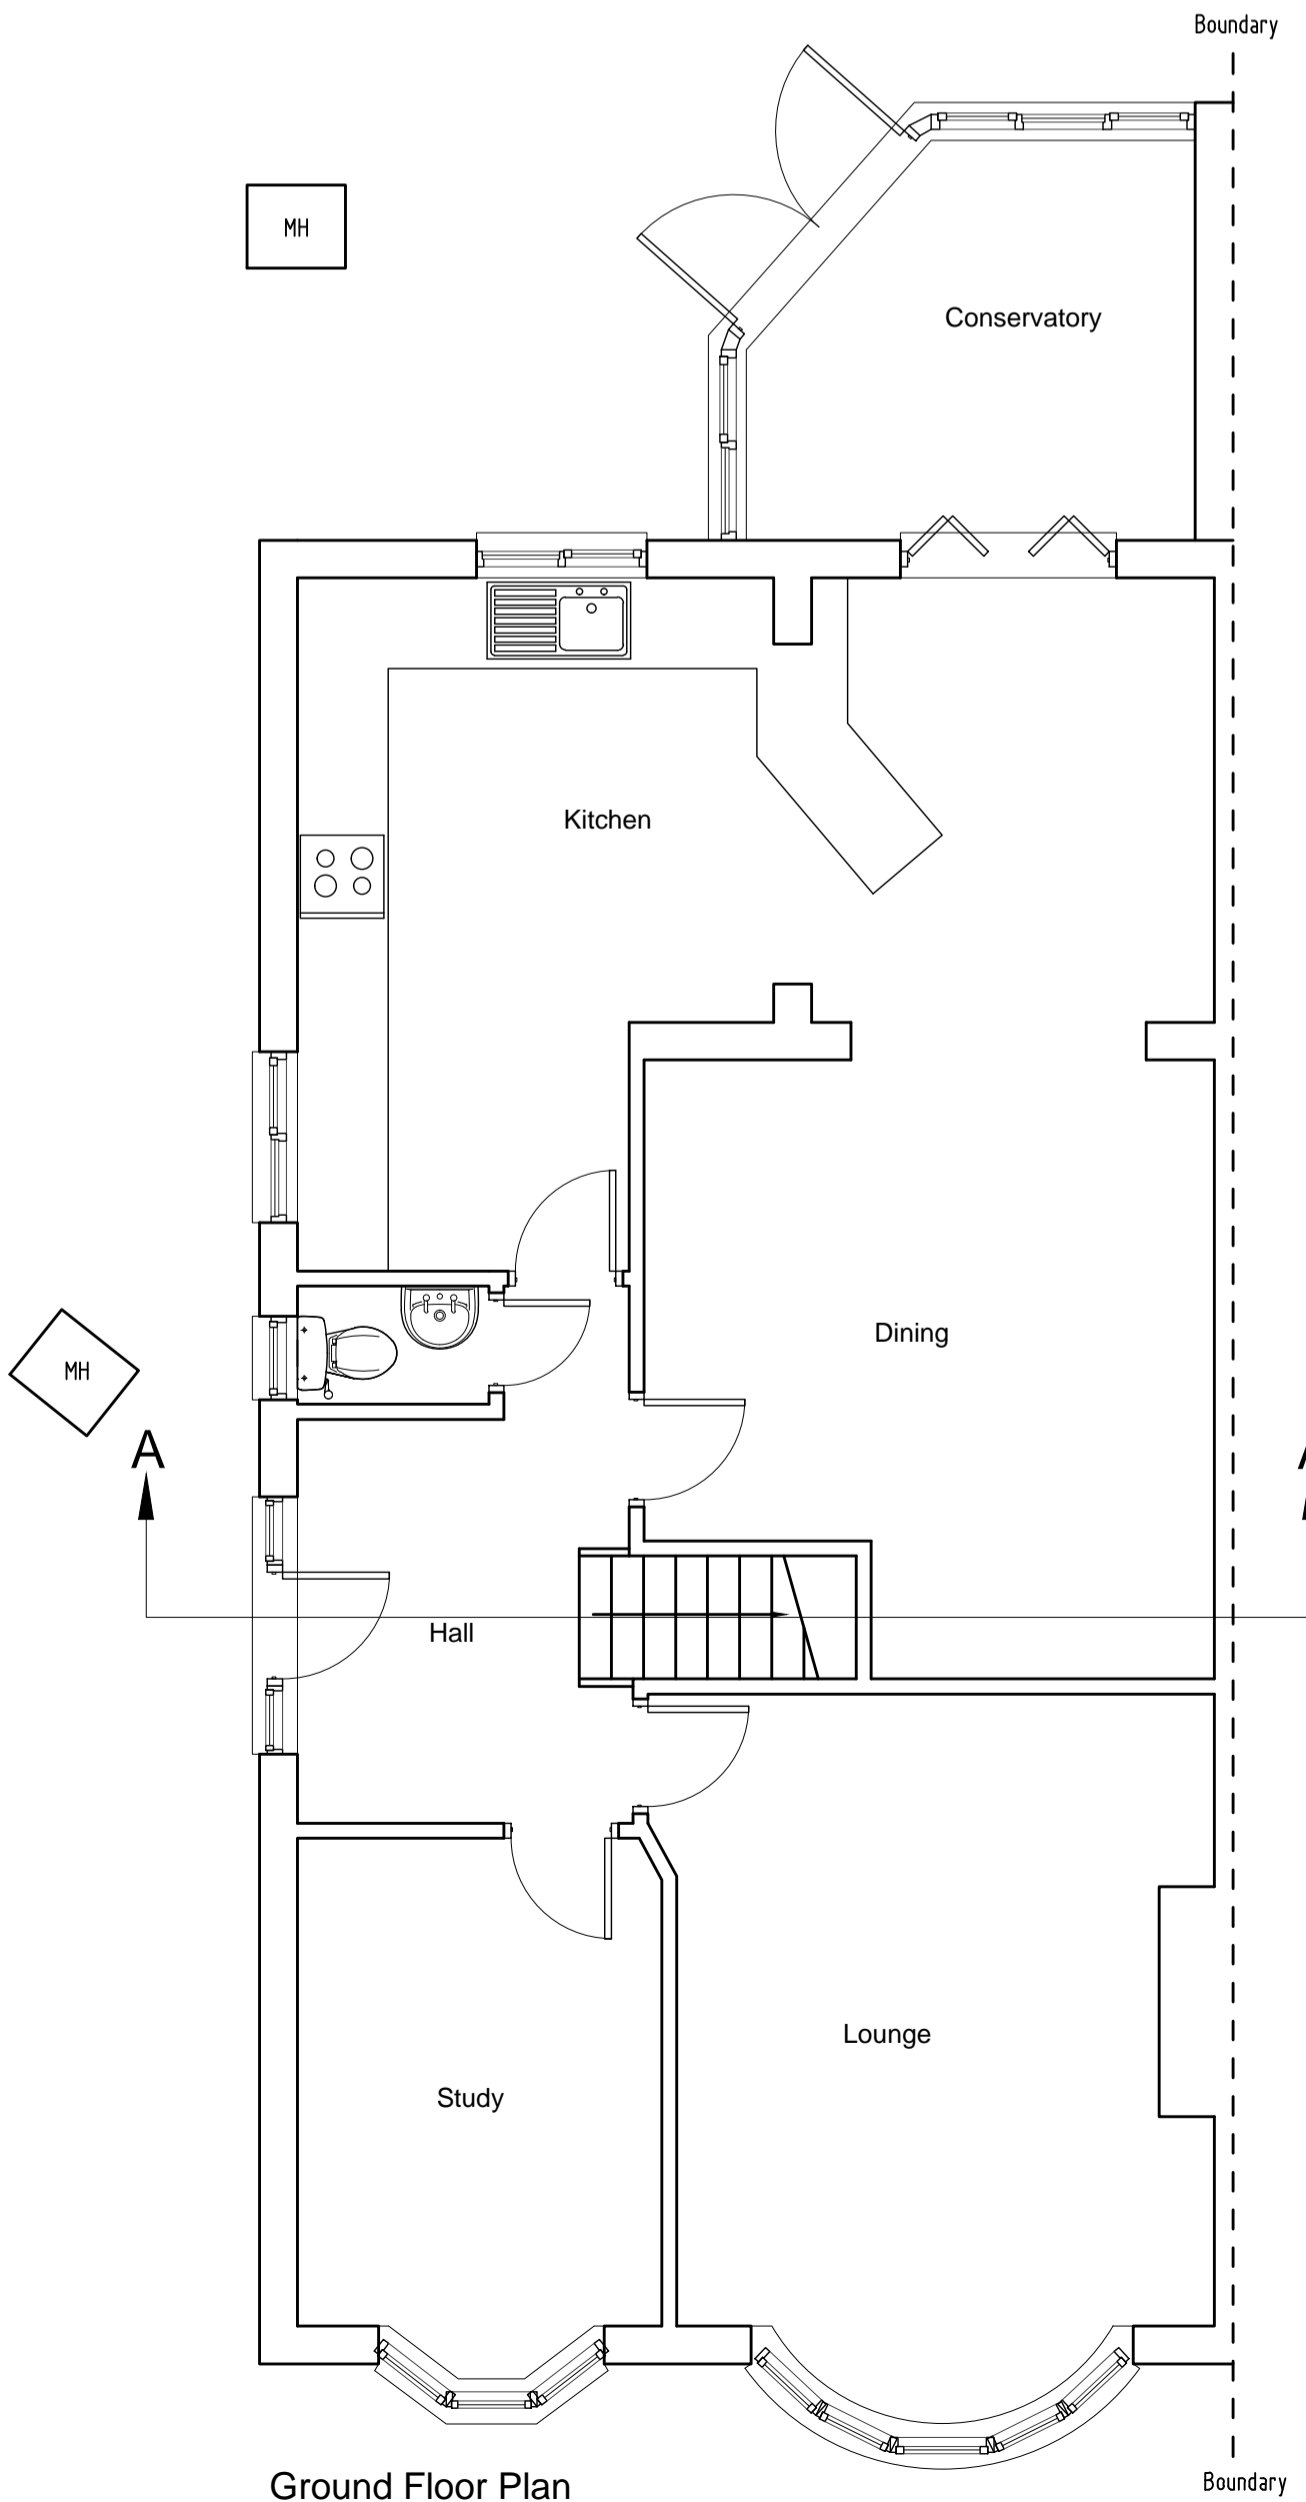 Boundary
MH
Conservatory
Kitchen
Dining
MH
A
A
Hall
Lounge
Study
Ground Floor Plan
Boundary